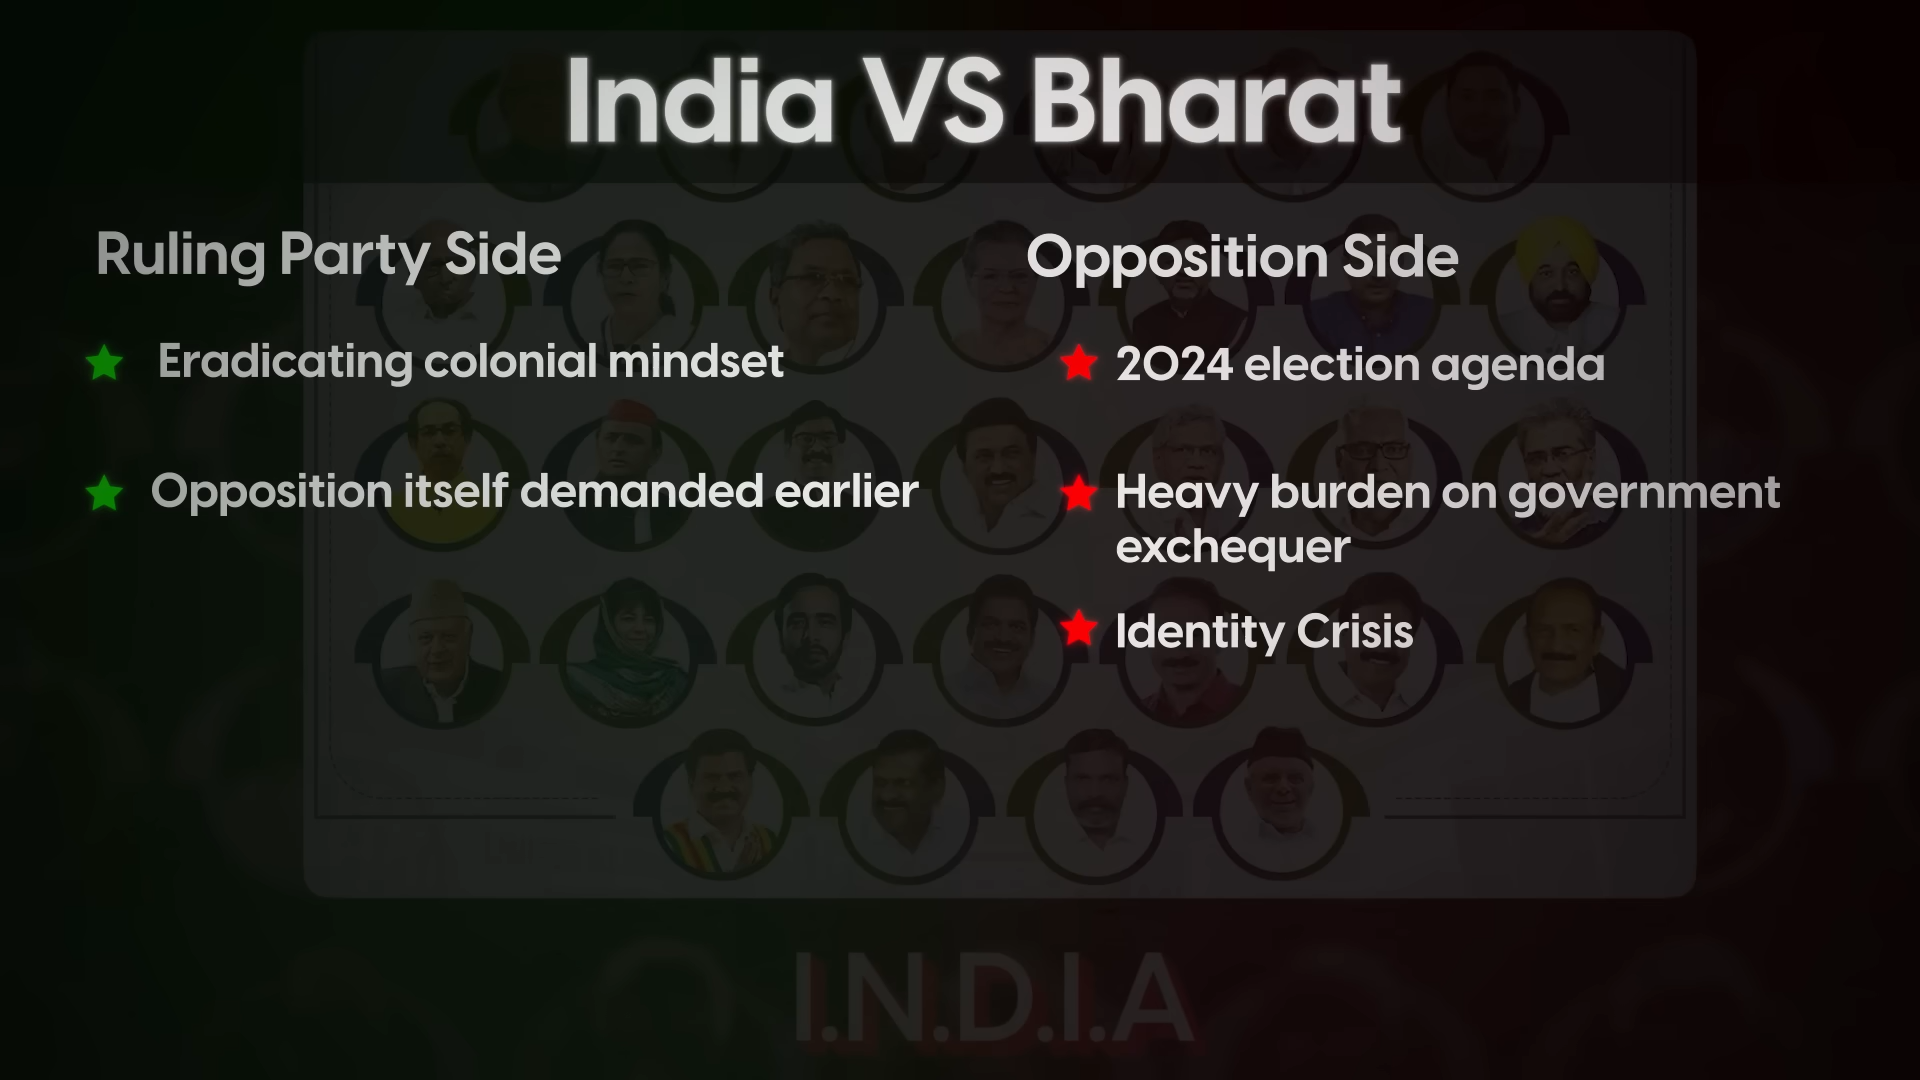 India VS Bharat
Ruling Party Side
Eradicating colonial mindset
Opposition itself demanded earlier
Opposition Side
2024 election agenda
Heavy burden on government
exchequer
Identity Crisis
I.N.D.I.A